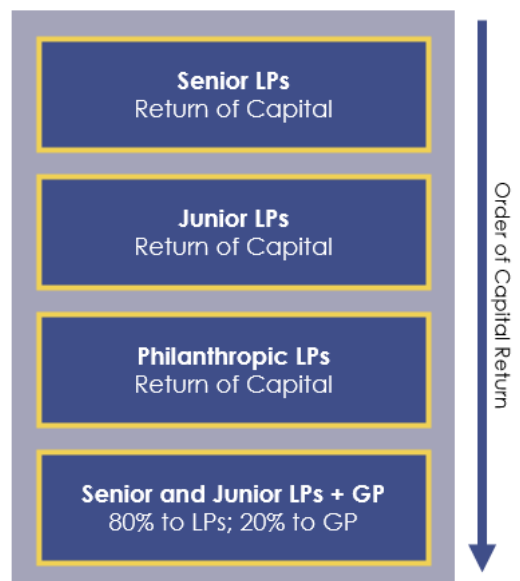 Senior LPs
Return of Capital
Junior LPs
Return of Capital
Philanthropic LPs
Return of Capital
Senior and Junior LPs + GP
80% to LPs; 20% to GP
Order of Capital Return